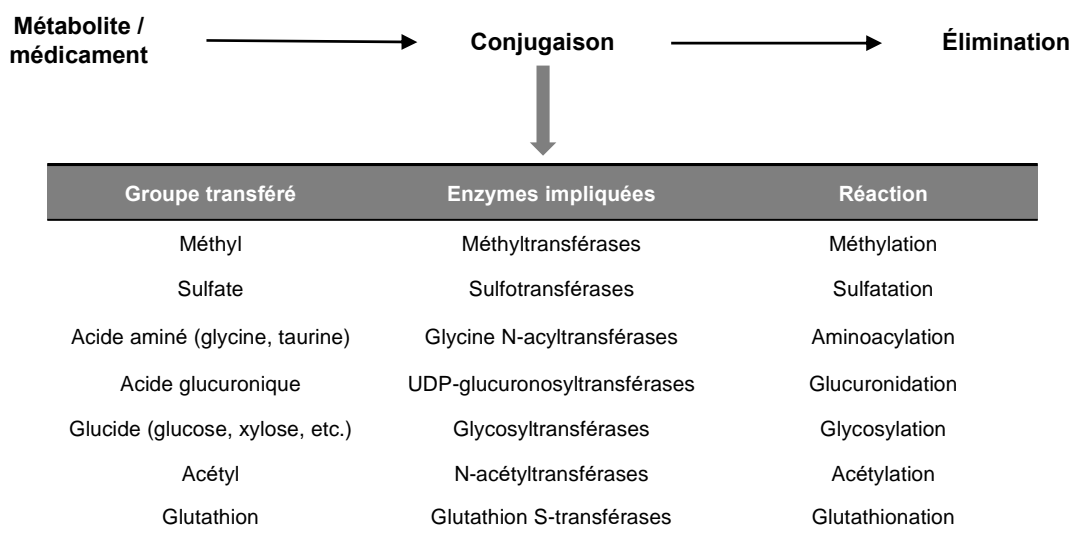 Métabolite /
médicament
Conjugaison
Élimination
Groupe transféré Enzymes impliquées Réaction
Méthyl Méthyltransférases Méthylation
Sulfate Sulfotransférases Sulfatation
Acide aminé (glycine, taurine) Glycine N-acyltransférases Aminoacylation
Acide glucuronique UDP-glucuronosyltransférases Glucuronidation
Glucide (glucose, xylose, etc.) Glycosyltransférases Glycosylation
Acétyl N-acétyltransférases Acétylation
Glutathion Glutathion S-transférases Glutathionation